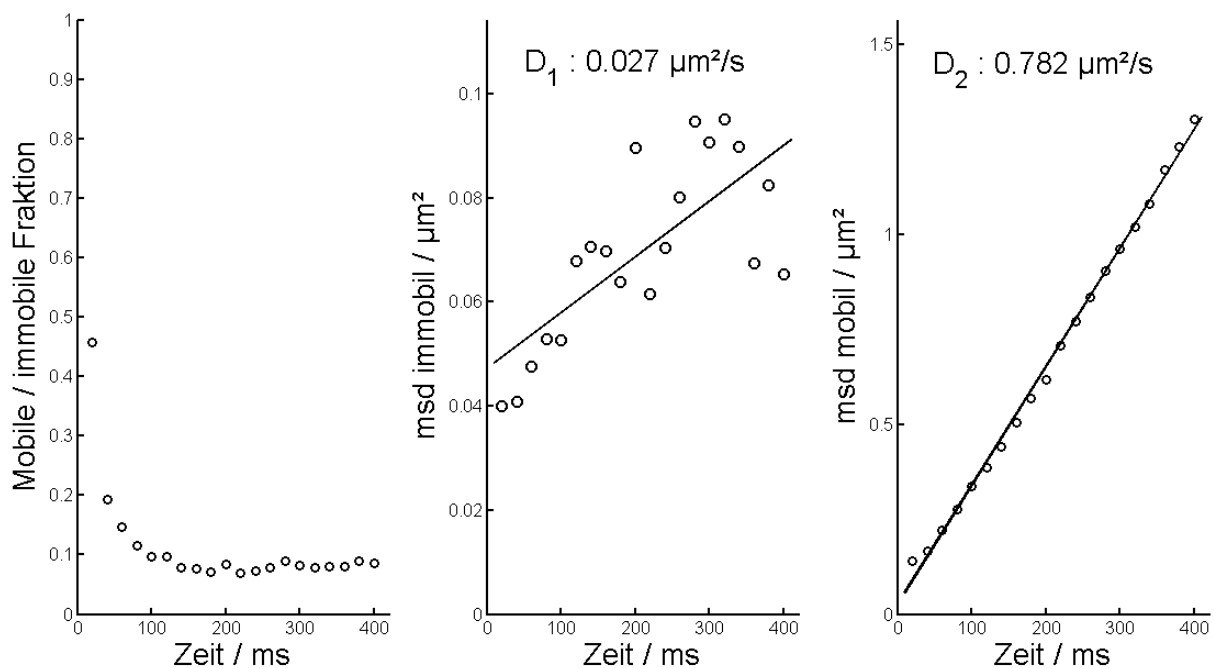 Mobile / immobile Fraktion
1
0.9
0.8
0.7
0.6
0.5
0.4
0.3
0.2
0.1
0
0 100 200 300 400
Zeit / ms
D1 : 0.027 µm²/s
msd immobil / µm²
0.1
0.08
0.06
0.04
0.02
0
0 100 200 300 400
Zeit / ms
D2 : 0.782 µm²/s
msd mobil / µm²
1.5
1
0.5
0
0 100 200 300 400
Zeit / ms